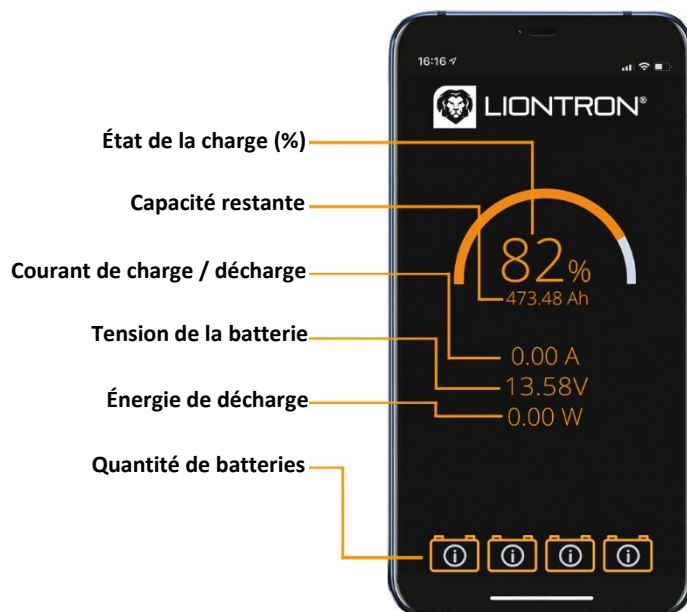 16:16
LIONTRON®
État de la charge (%)
Capacité restante
82%
473.48 Ah
Courant de charge / décharge
0.00 A
Tension de la batterie
13.58V
Énergie de décharge
0.00 W
Quantité de batteries
i i i i